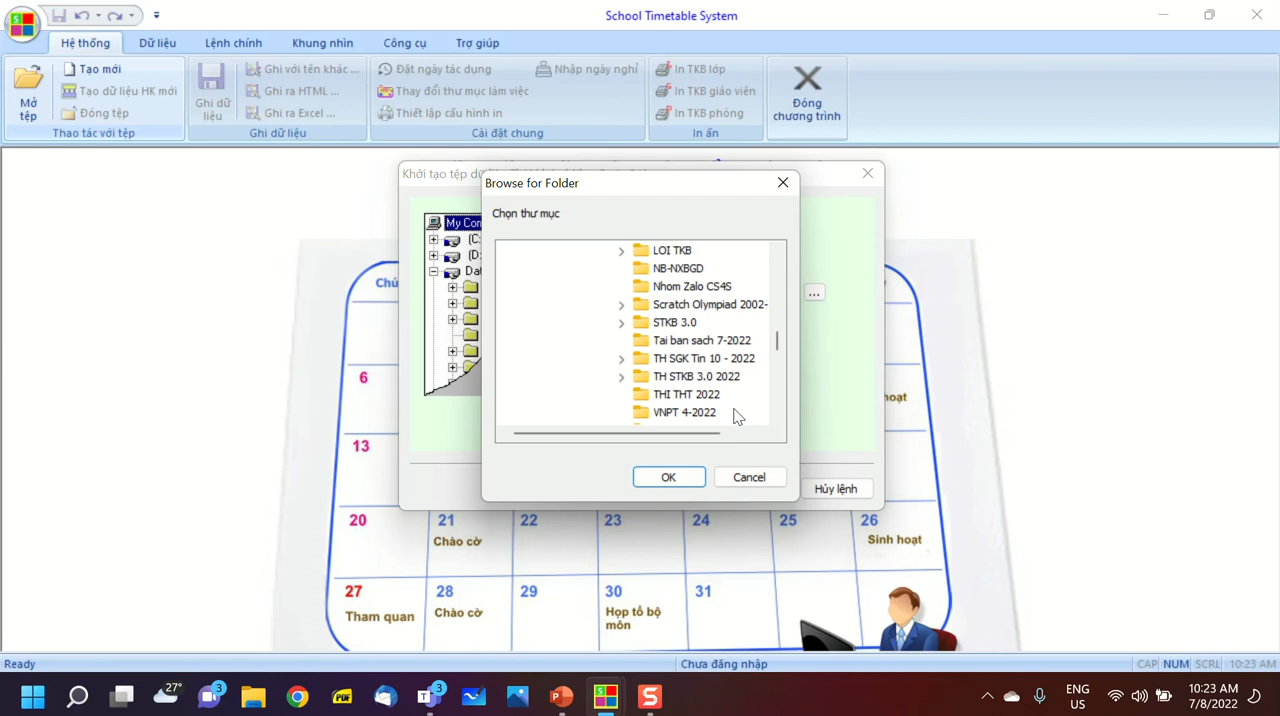 School Timetable System
Hệ thống
Dữ liệu
Lệnh chính
Khung nhìn
Công cụ
Trợ giúp
Mở
tệp
Tạo mới
Tạo dữ liệu HK mới
Đóng tệp
Thao tác với tệp
Ghi dữ
liệu
Ghi với tên khác ...
Ghi ra HTML ...
Ghi ra Excel ...
Ghi dữ liệu
Đặt ngày tác dụng
Nhập ngày nghỉ
Thay đổi thư mục làm việc
Thiết lập cấu hình in
Cài đặt chung
In TKB lớp
In TKB giáo viên
In TKB phòng
In ấn
Đóng
chương trình
Khởi tạo tệp
Browse for Folder
Chọn thư mục
My Con
(C:
(D:
Dat
LOI TKB
NB-NXBGD
Nhom Zalo CS4S
Scratch Olympiad 2002-
STKB 3.0
Tai ban sach 7-2022
TH SGK Tin 10 - 2022
TH STKB 3.0 2022
THI THT 2022
VNPT 4-2022
OK
Cancel
...
Hủy lệnh
Chủ
6
hoạt
13
20
21
Chào cờ
22
23
24
25
26
Sinh hoạt
27
Tham quan
28
Chào cờ
29
30
Họp tổ bộ
môn
31
Ready
Chưa đăng nhập
CAP NUM SCRL 10:23 AM
27°
3
PDF
3
ENG
US
10:23 AM
7/8/2022